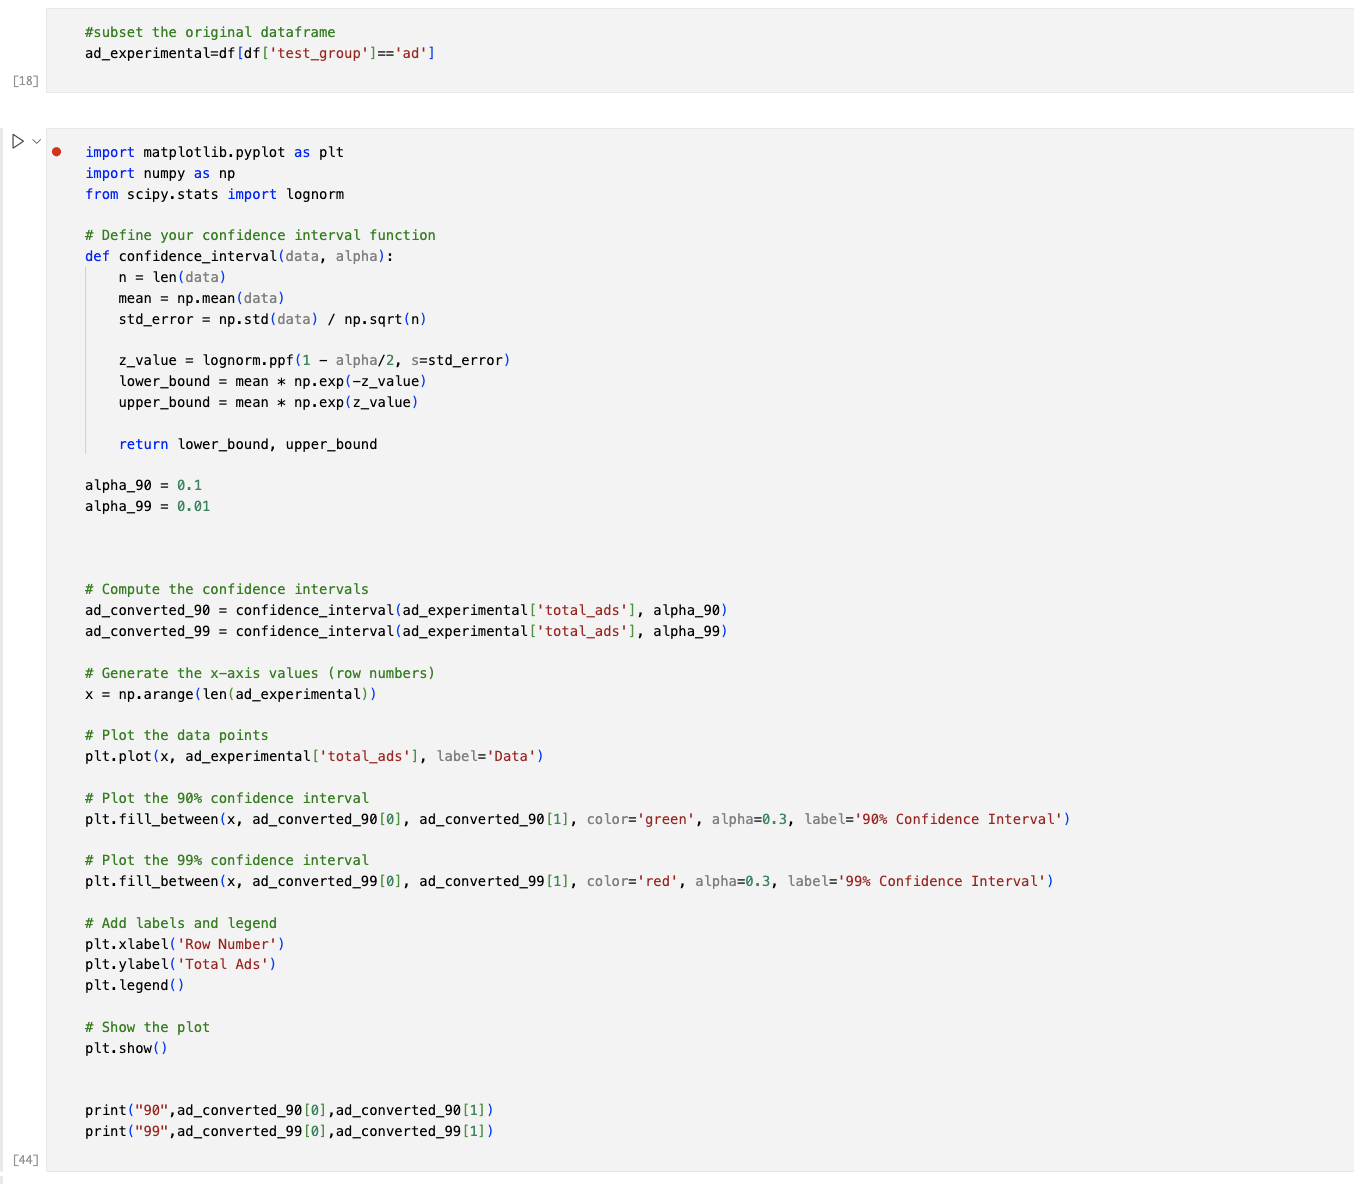 #subset the original dataframe
ad_experimental=df[df['test_group']=='ad']
[18]
import matplotlib.pyplot as plt
import numpy as np
from scipy.stats import lognorm
# Define your confidence interval function
def confidence_interval(data, alpha):
n = len(data)
mean = np.mean(data)
std_error = np.std(data) / np.sqrt(n)
z_value = lognorm.ppf(1 - alpha/2, s=std_error)
lower_bound = mean * np.exp(-z_value)
upper_bound = mean * np.exp(z_value)
return lower_bound, upper_bound
alpha_90 = 0.1
alpha_99 = 0.01
# Compute the confidence intervals
ad_converted_90 = confidence_interval(ad_experimental['total_ads'], alpha_90)
ad_converted_99 = confidence_interval(ad_experimental['total_ads'], alpha_99)
# Generate the x-axis values (row numbers)
x = np.arange(len(ad_experimental))
# Plot the data points
plt.plot(x, ad_experimental['total_ads'], label='Data')
# Plot the 90% confidence interval
plt.fill_between(x, ad_converted_90[0], ad_converted_90[1], color='green', alpha=0.3, label='90% Confidence Interval')
# Plot the 99% confidence interval
plt.fill_between(x, ad_converted_99[0], ad_converted_99[1], color='red', alpha=0.3, label='99% Confidence Interval')
# Add labels and legend
plt.xlabel('Row Number')
plt.ylabel('Total Ads')
plt.legend()
# Show the plot
plt.show()
print("90",ad_converted_90[0],ad_converted_90[1])
print("99",ad_converted_99[0],ad_converted_99[1])
[44]